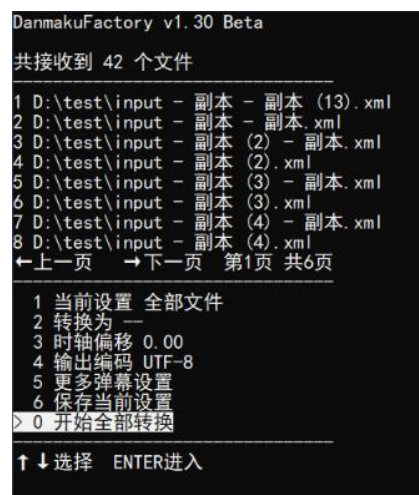 DanmakuFactory v1.30 Beta
共接收到 42 个文件
1 D:\test\input - 副本 - 副本 (13).xml
2 D:\test\input - 副本 - 副本.xml
3 D:\test\input - 副本 (2) - 副本.xml
4 D:\test\input - 副本 (2).xml
5 D:\test\input - 副本 (3) - 副本.xml
6 D:\test\input - 副本 (3).xml
7 D:\test\input - 副本 (4) - 副本.xml
8 D:\test\input - 副本 (4).xml
←上一页 →下一页 第1页 共6页
1 当前设置 全部文件
2 转换为 --
3 时轴偏移 0.00
4 输出编码 UTF-8
5 更多弹幕设置
6 保存当前设置
> 0 开始全部转换
↑↓选择 ENTER进入